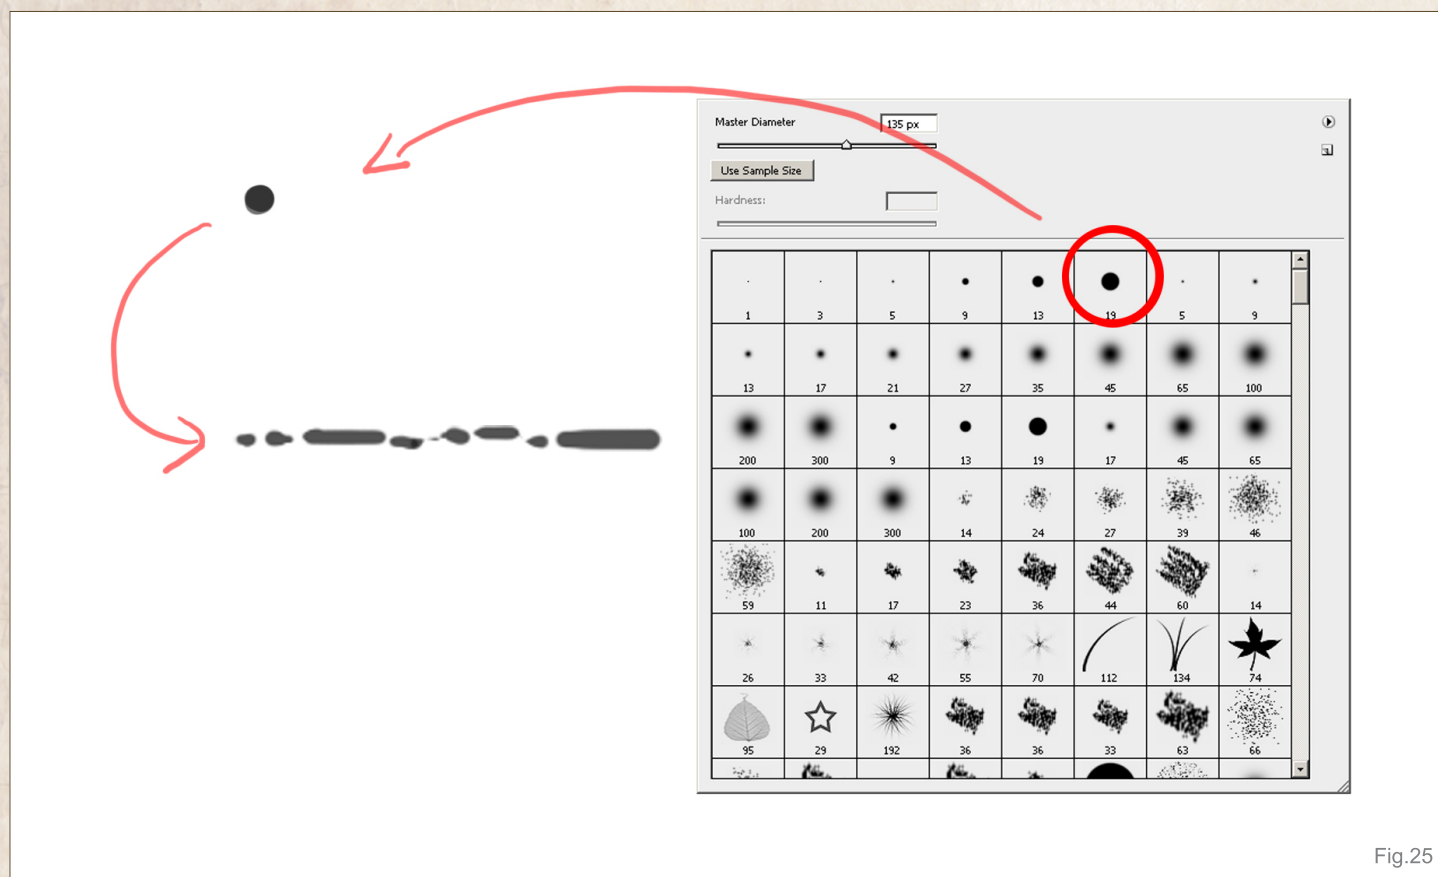 Master Diameter 135 px
Use Sample Size
Hardness:
1 3 5 9 13 19 5 9
13 17 21 27 35 45 65 100
200 300 9 13 19 17 45 65
100 200 300 14 24 27 39 46
59 11 17 23 36 44 60 14
26 33 42 55 70 112 134 74
95 29 192 36 36 33 63 66
Fig.25